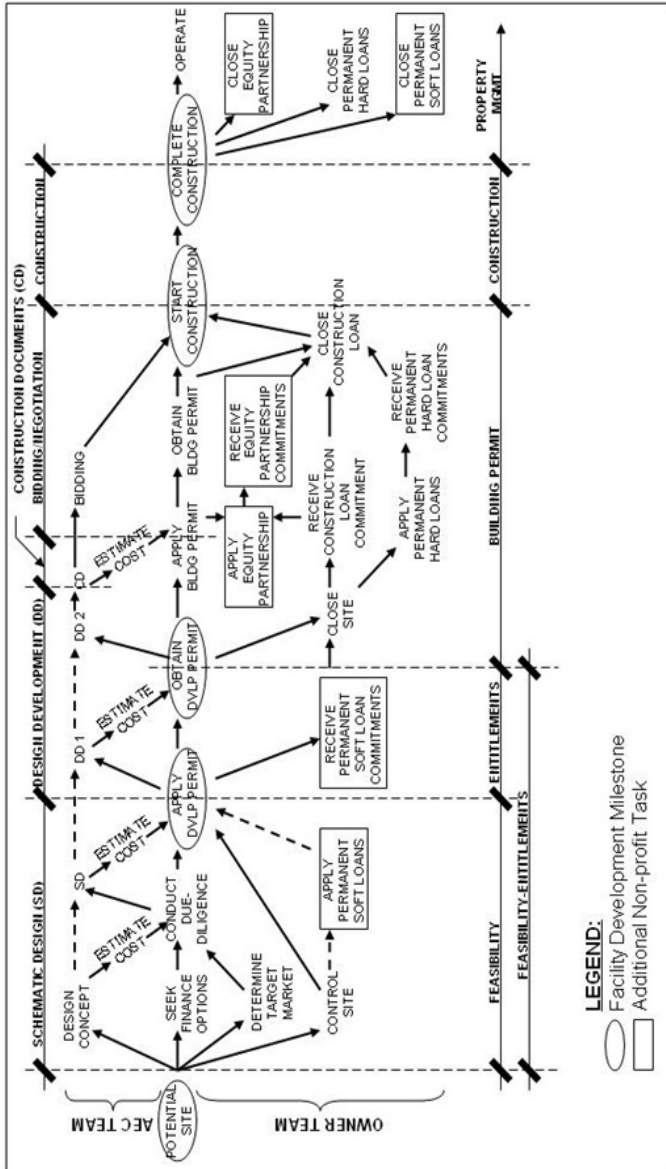 CONSTRUCTION DOCUMENTS (CD)
SCHEMATIC DESIGN (SD)
DESIGN DEVELOPMENT (DD)
BIDDING/NEGOTIATION
CONSTRUCTION
AEC TEAM
OWNER TEAM
DESIGN
CONCEPT
SD
DD 1
DD 2
CD
BIDDING
ESTIMATE
COST
ESTIMATE
COST
ESTIMATE
COST
ESTIMATE
COST
POTENTIAL
SITE
SEEK
FINANCE
OPTIONS
CONDUCT
DUE-
DILIGENCE
APPLY
DVLP PERMIT
OBTAIN
DVLP PERMIT
APPLY
BLDG PERMIT
OBTAIN
BLDG PERMIT
START
CONSTRUCTION
COMPLETE
CONSTRUCTION
OPERATE
DETERMINE
TARGET
MARKET
CONTROL
SITE
APPLY
PERMANENT
SOFT LOANS
RECEIVE
PERMANENT
SOFT LOAN
COMMITMENTS
CLOSE
SITE
APPLY
EQUITY
PARTNERSHIP
RECEIVE
EQUITY
PARTNERSHIP
COMMITMENTS
RECEIVE
CONSTRUCTION
LOAN
COMMITMENT
CLOSE
CONSTRUCTION
LOAN
APPLY
PERMANENT
HARD LOANS
RECEIVE
PERMANENT
HARD LOAN
COMMITMENTS
CLOSE
EQUITY
PARTNERSHIP
CLOSE
PERMANENT
HARD LOANS
CLOSE
PERMANENT
SOFT LOANS
FEASIBILITY
ENTITLEMENTS
BUILDING PERMIT
CONSTRUCTION
PROPERTY
MGMT
FEASIBILITY-ENTITLEMENTS
LEGEND:
Facility Development Milestone
Additional Non-profit Task